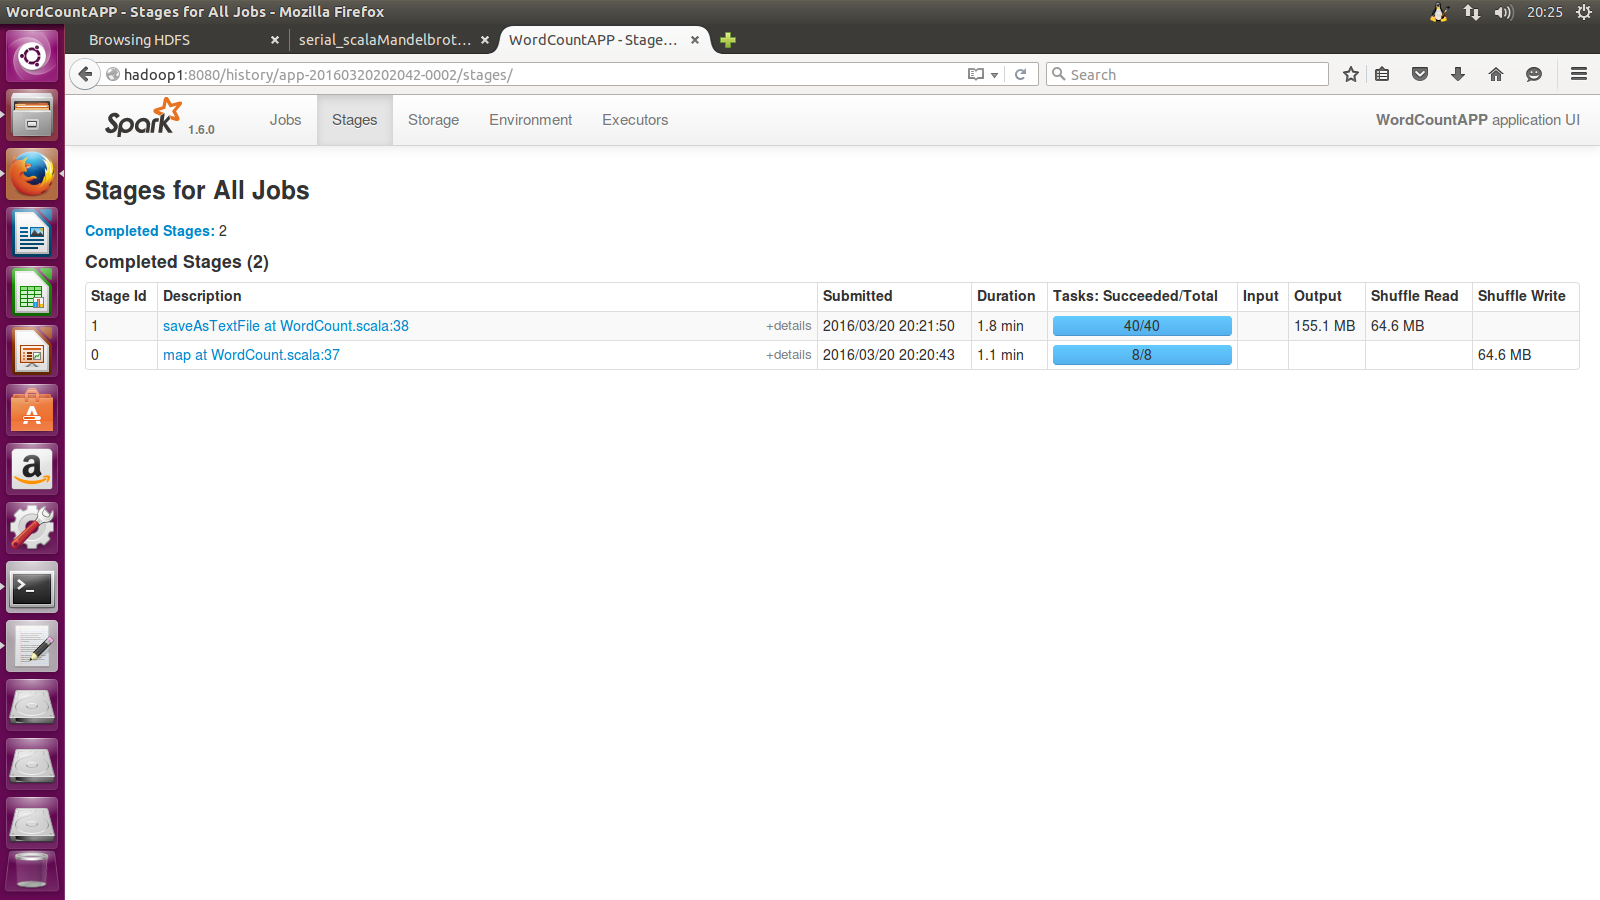 WordCountAPP - Stages for All Jobs - Mozilla Firefox
20:25
Browsing HDFS
serial_scalaMandelbrot...
WordCountAPP - Stage...
hadoop1:8080/history/app-20160320202042-0002/stages/
Search
Spark 1.6.0
Jobs
Stages
Storage
Environment
Executors
WordCountAPP application UI
Stages for All Jobs
Completed Stages: 2
Completed Stages (2)
Stage Id Description Submitted Duration Tasks: Succeeded/Total Input Output Shuffle Read Shuffle Write
1 saveAsTextFile at WordCount.scala:38 +details 2016/03/20 20:21:50 1.8 min 40/40 155.1 MB 64.6 MB
0 map at WordCount.scala:37 +details 2016/03/20 20:20:43 1.1 min 8/8 64.6 MB